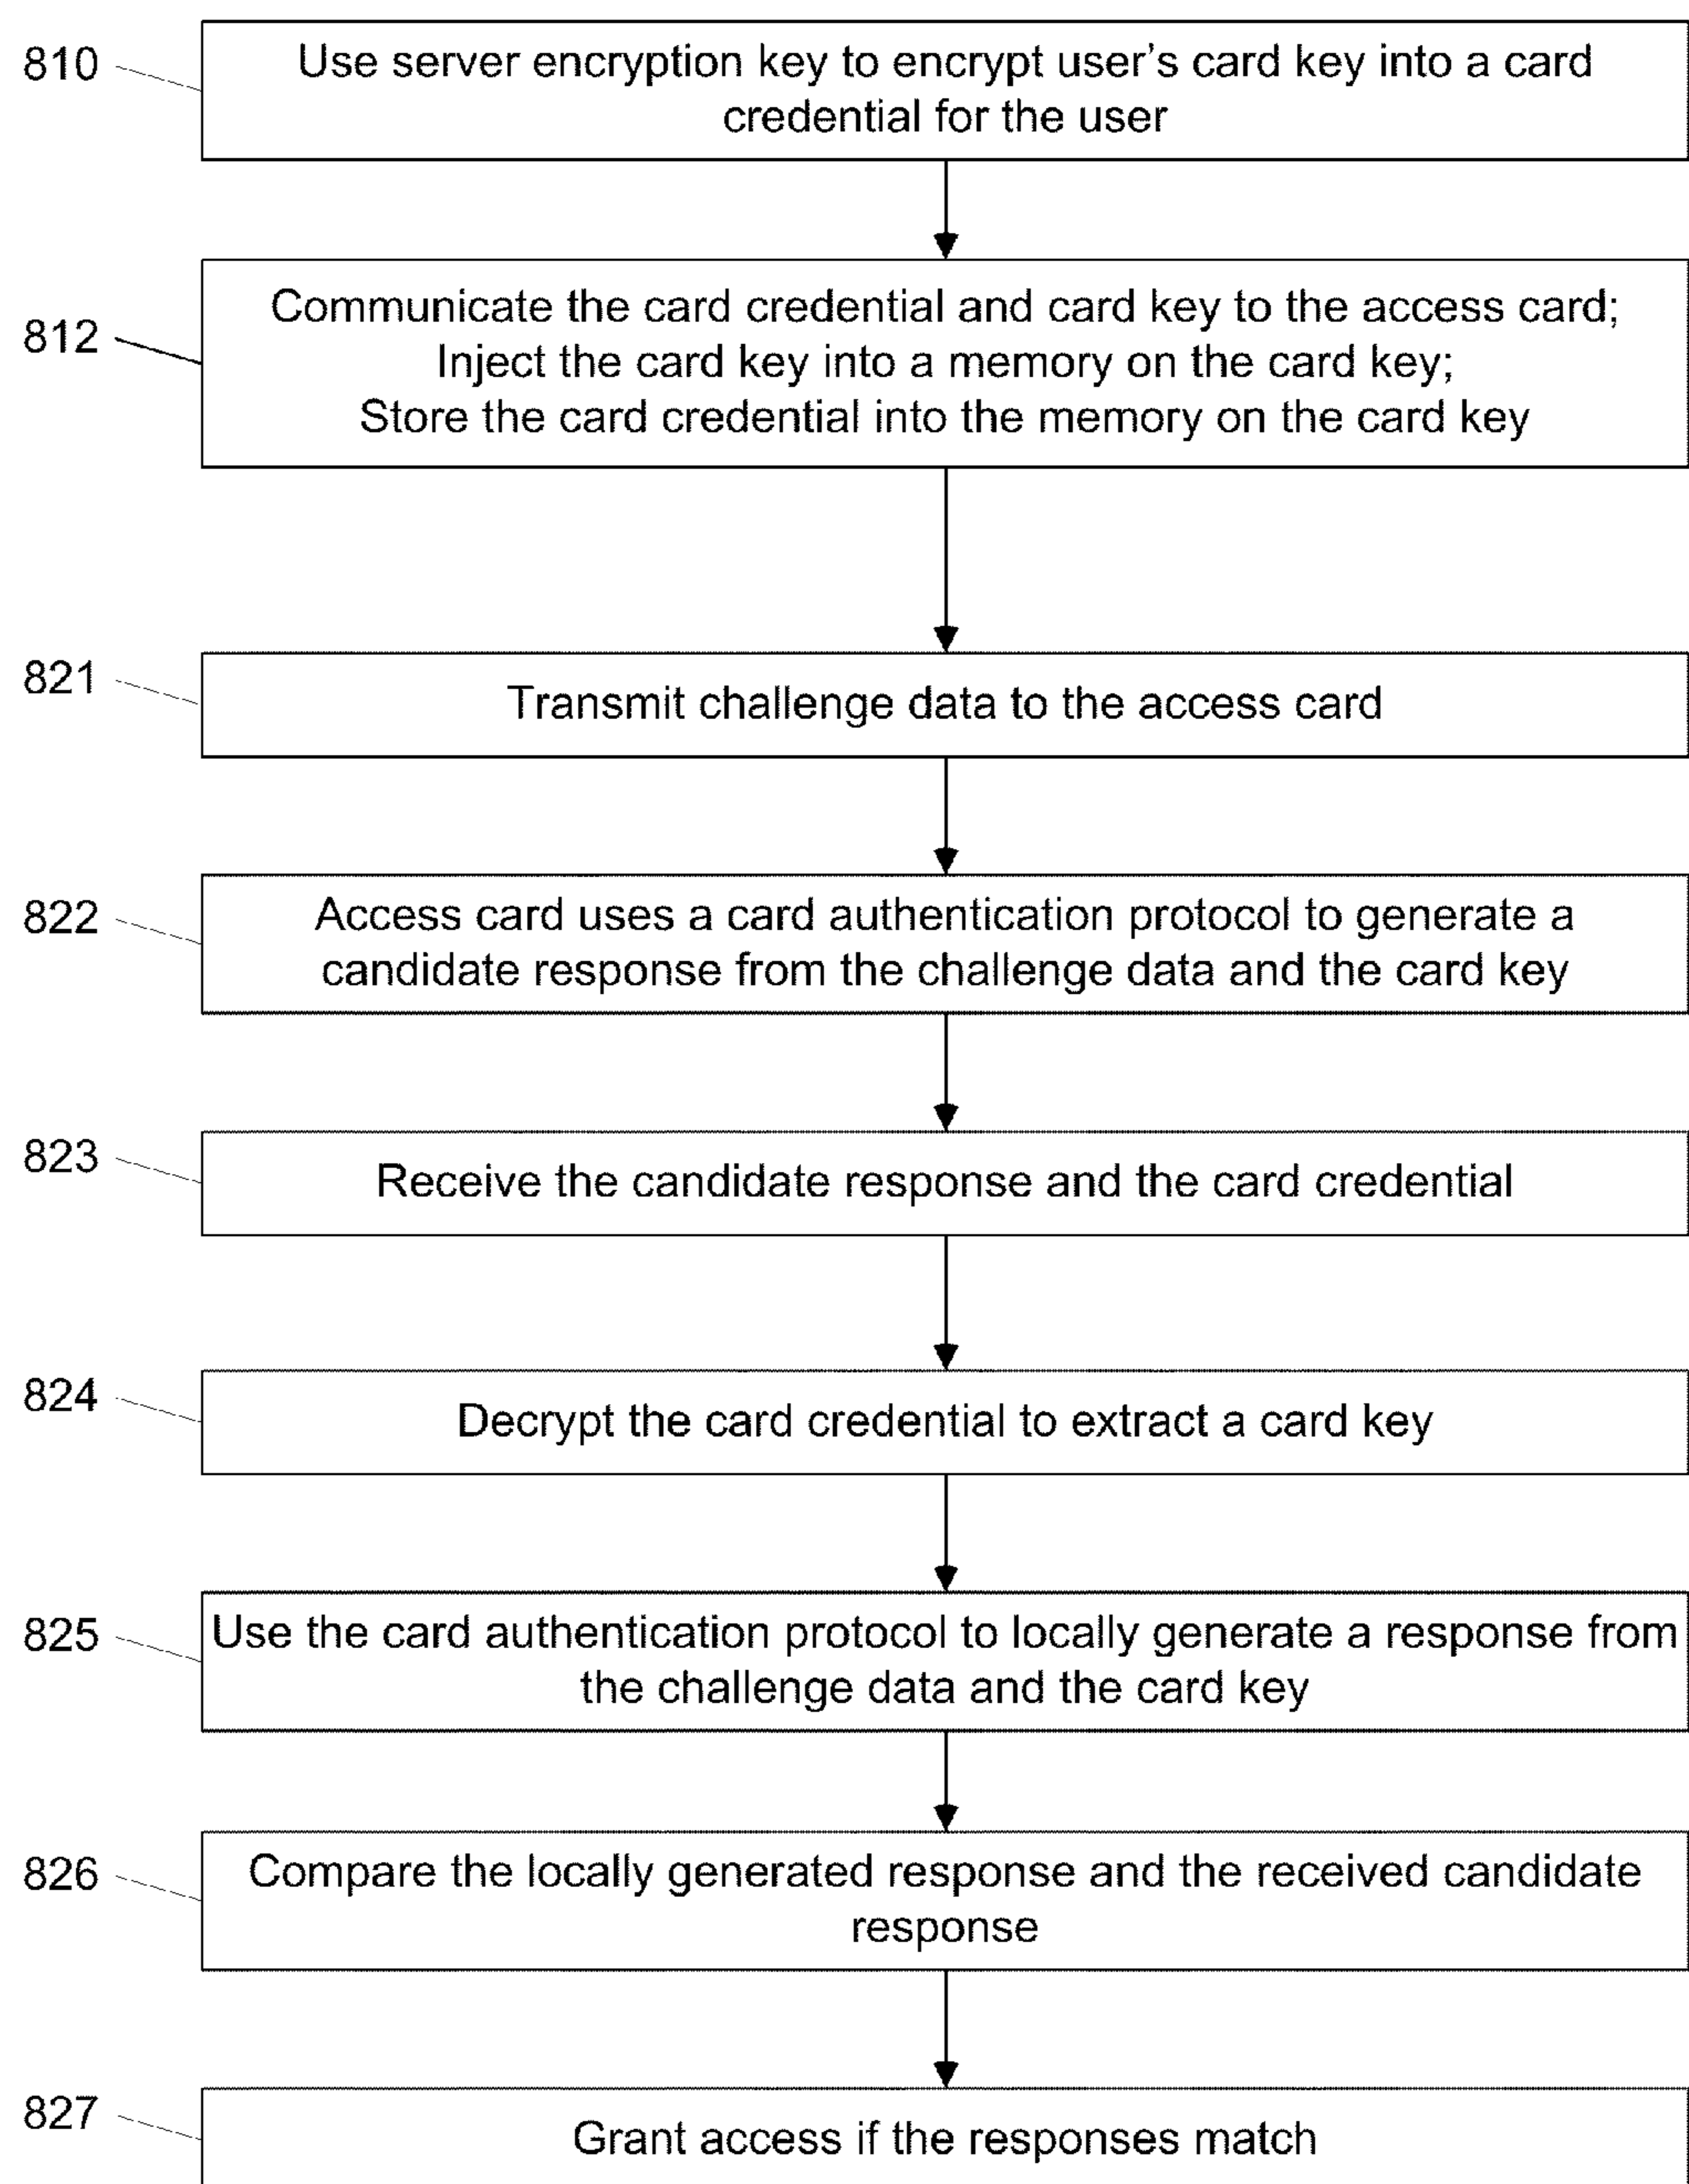 810
Use server encryption key to encrypt user's card key into a card
credential for the user
812
Communicate the card credential and card key to the access card;
Inject the card key into a memory on the card key;
Store the card credential into the memory on the card key
821
Transmit challenge data to the access card
822
Access card uses a card authentication protocol to generate a
candidate response from the challenge data and the card key
823
Receive the candidate response and the card credential
824
Decrypt the card credential to extract a card key
825
Use the card authentication protocol to locally generate a response from
the challenge data and the card key
826
Compare the locally generated response and the received candidate
response
827
Grant access if the responses match